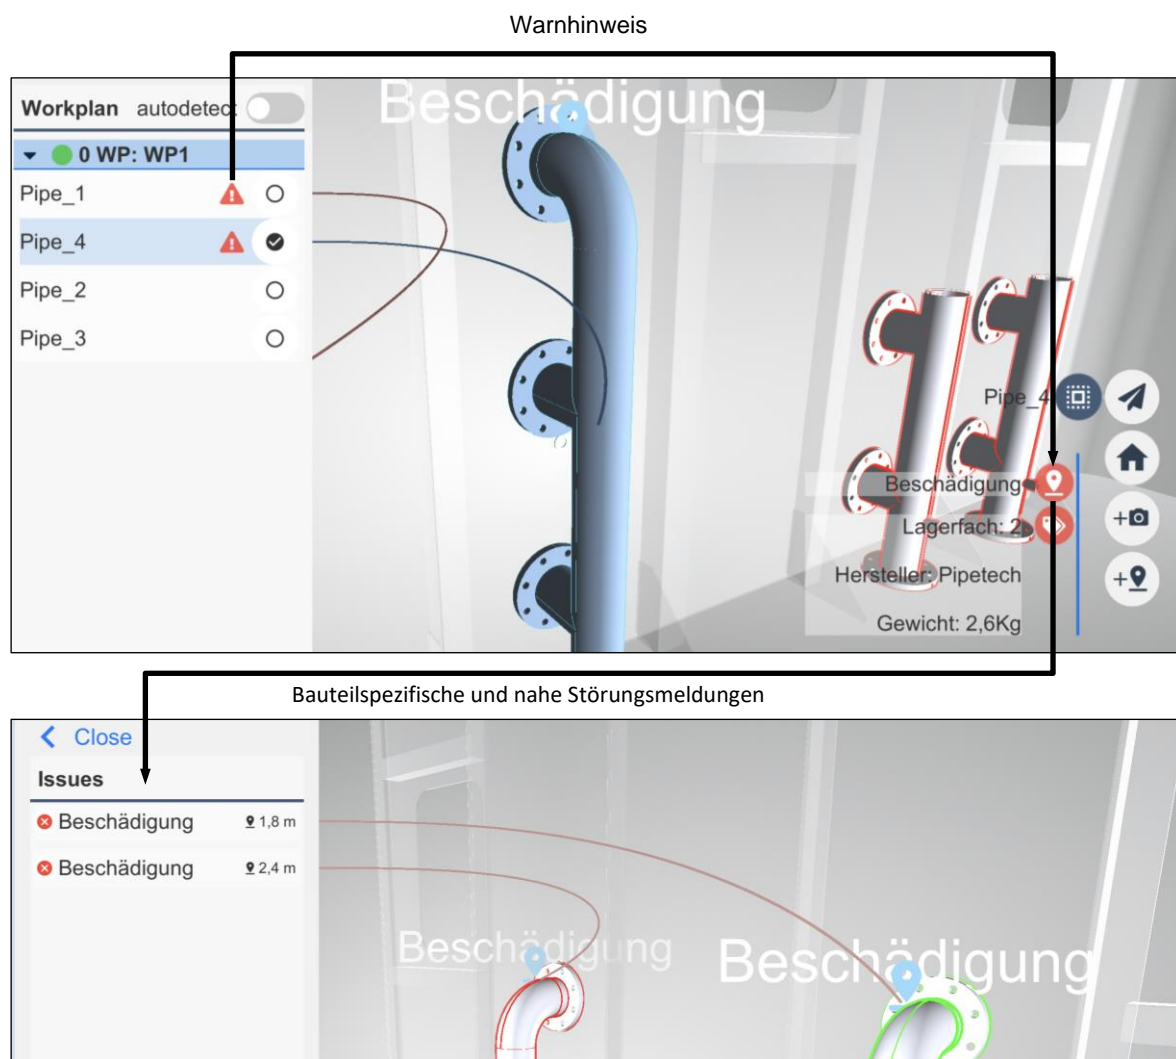 Warnhinweis
Workplan autodetect
Beschädigung
0 WP: WP1
Pipe_1
Pipe_4
Pipe_2
Pipe_3
Pipe_4
Beschädigung
Lagerfach: 2
Hersteller: Pipetech
Gewicht: 2,6Kg
Bauteilspezifische und nahe Störungsmeldungen
Close
Issues
Beschädigung 1,8 m
Beschädigung 2,4 m
Beschädigung
Beschädigung